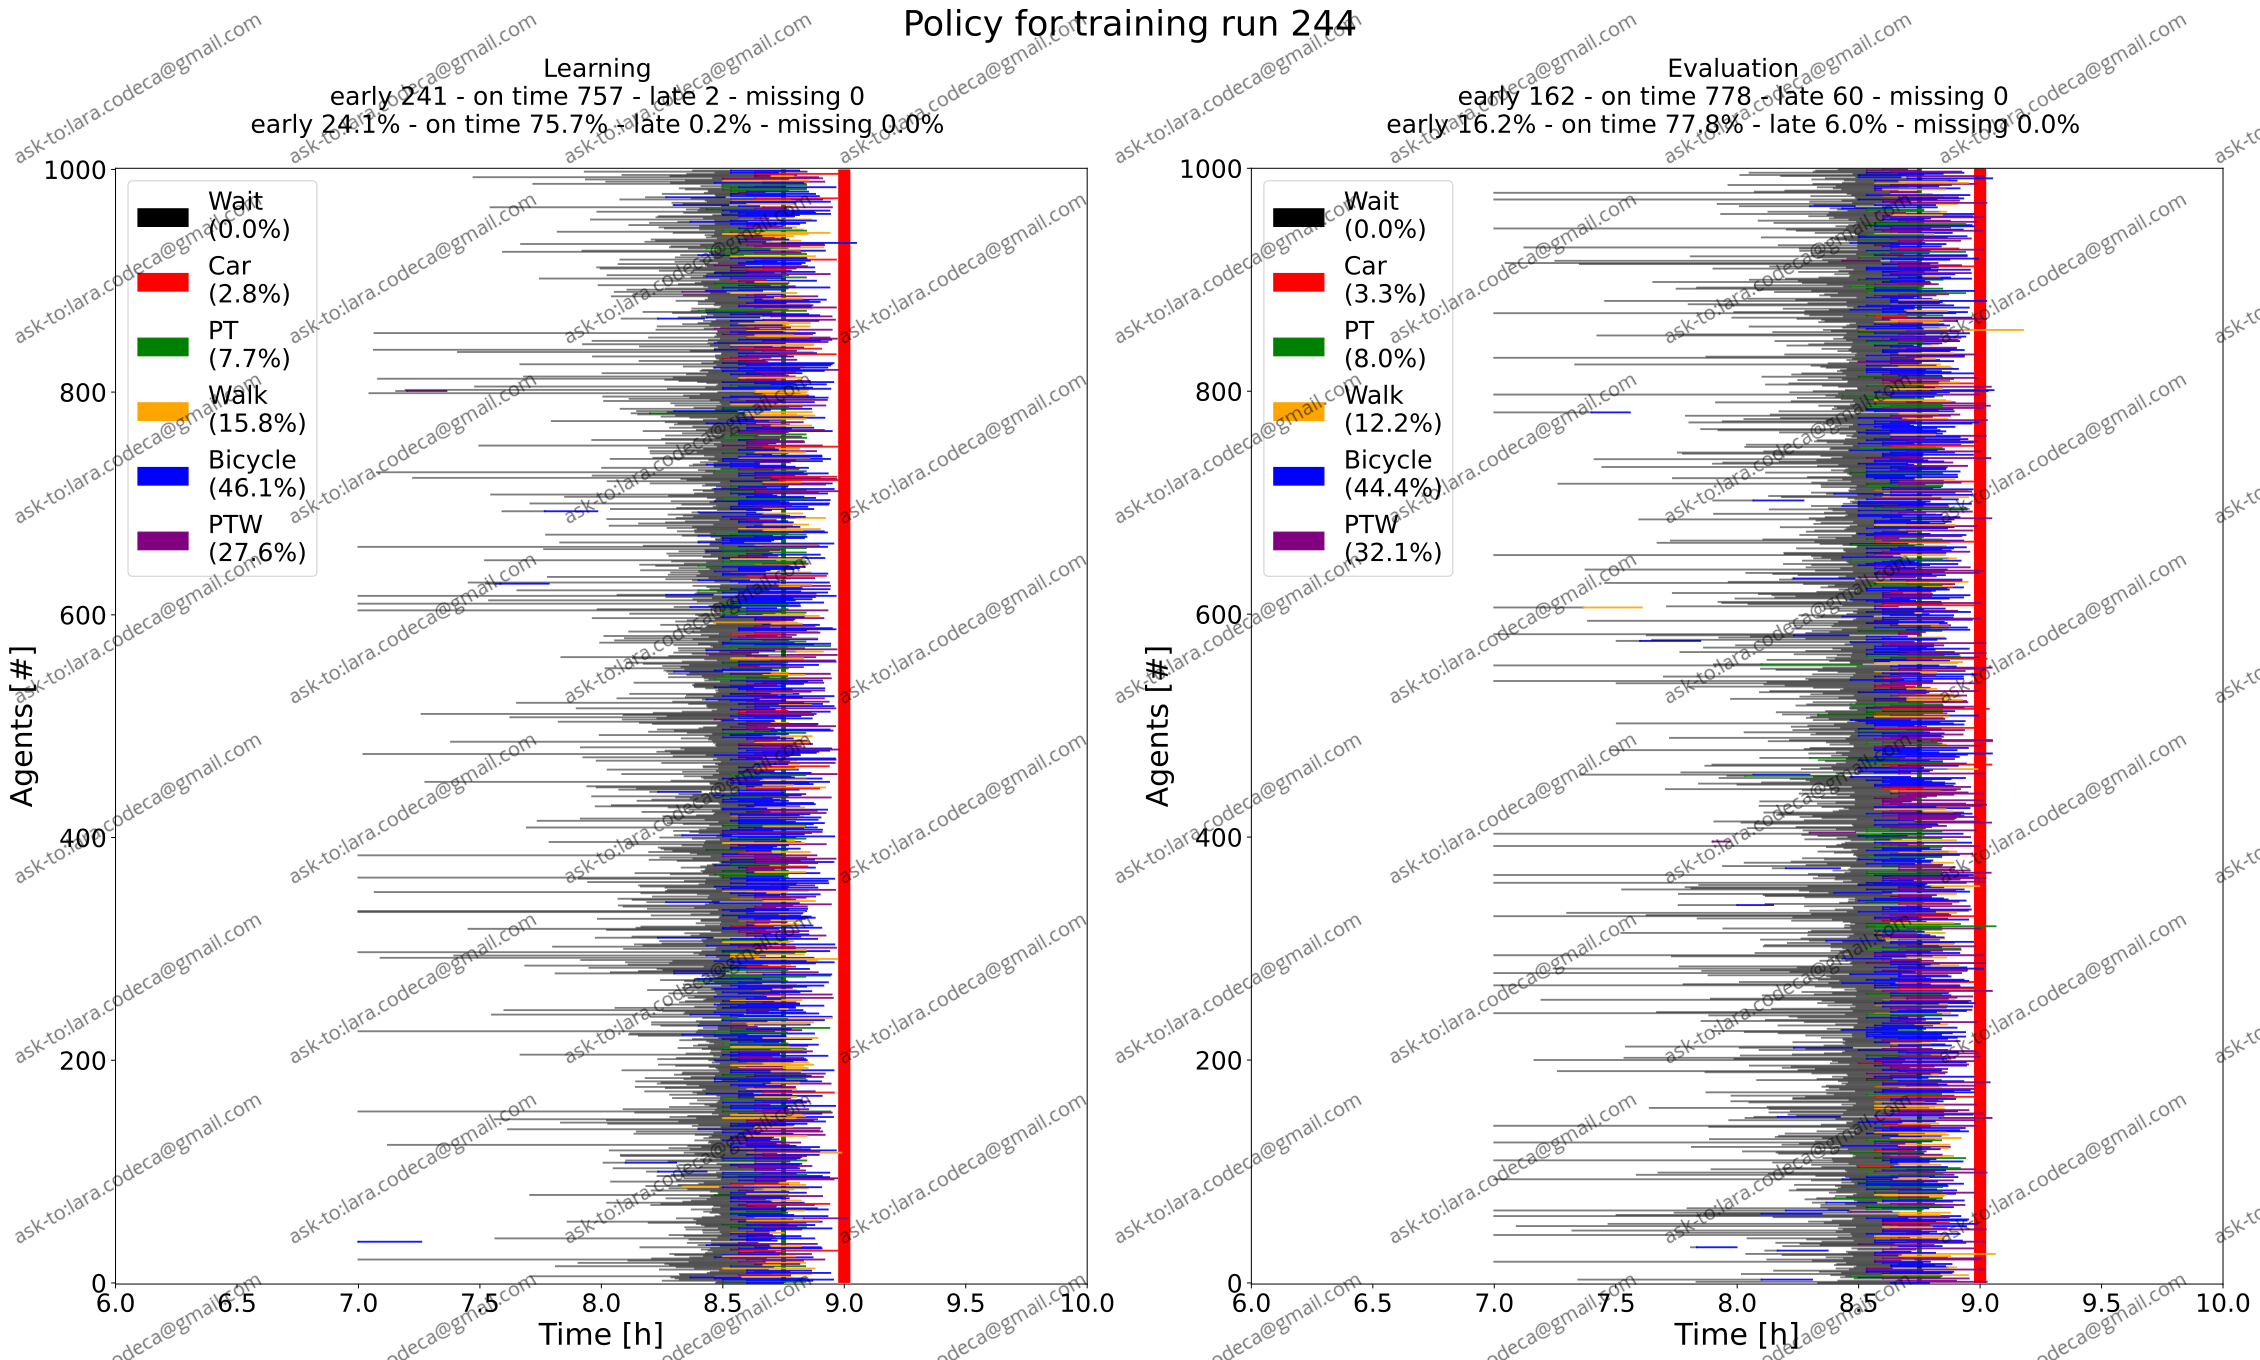 Policy for training run 244
Learning
early 241 - on time 757 - late 2 - missing 0
early 24.1% - on time 75.7% - late 0.2% - missing 0.0%
1000
800
600
400
200
0
Agents [#]
Wait
(0.0%)
Car
(2.8%)
PT
(7.7%)
Walk
(15.8%)
Bicycle
(46.1%)
PTW
(27.6%)
6.0 6.5 7.0 7.5 8.0 8.5 9.0 9.5 10.0
Time [h]
Evaluation
early 162 - on time 778 - late 60 - missing 0
early 16.2% - on time 77.8% - late 6.0% - missing 0.0%
1000
800
600
400
200
0
Agents [#]
Wait
(0.0%)
Car
(3.3%)
PT
(8.0%)
Walk
(12.2%)
Bicycle
(44.4%)
PTW
(32.1%)
6.0 6.5 7.0 7.5 8.0 8.5 9.0 9.5 10.0
Time [h]
ask-to:lara.codeca@gmail.com